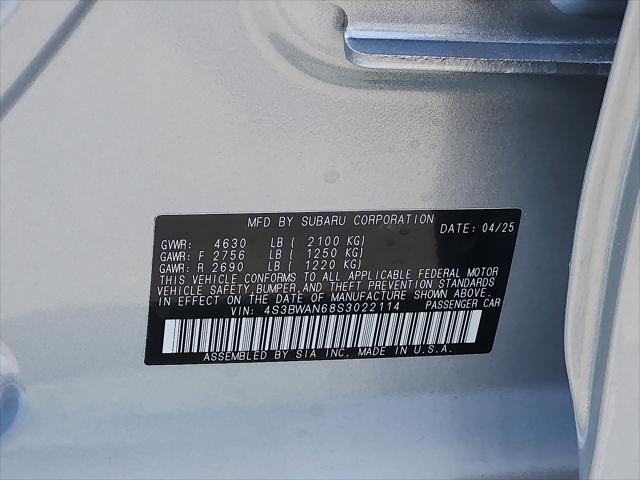 MFD BY SUBARU CORPORATION DATE: 04/25
GVWR: 4630 LB ( 2100 KG)
GAWR: F 2756 LB ( 1250 KG)
GAWR: R 2690 LB ( 1220 KG)
THIS VEHICLE CONFORMS TO ALL APPLICABLE FEDERAL MOTOR
VEHICLE SAFETY,BUMPER,AND THEFT PREVENTION STANDARDS
IN EFFECT ON THE DATE OF MANUFACTURE SHOWN ABOVE.
VIN: 4S3BWAN68S3022114 PASSENGER CAR
ASSEMBLED BY SIA INC. MADE IN U.S.A.